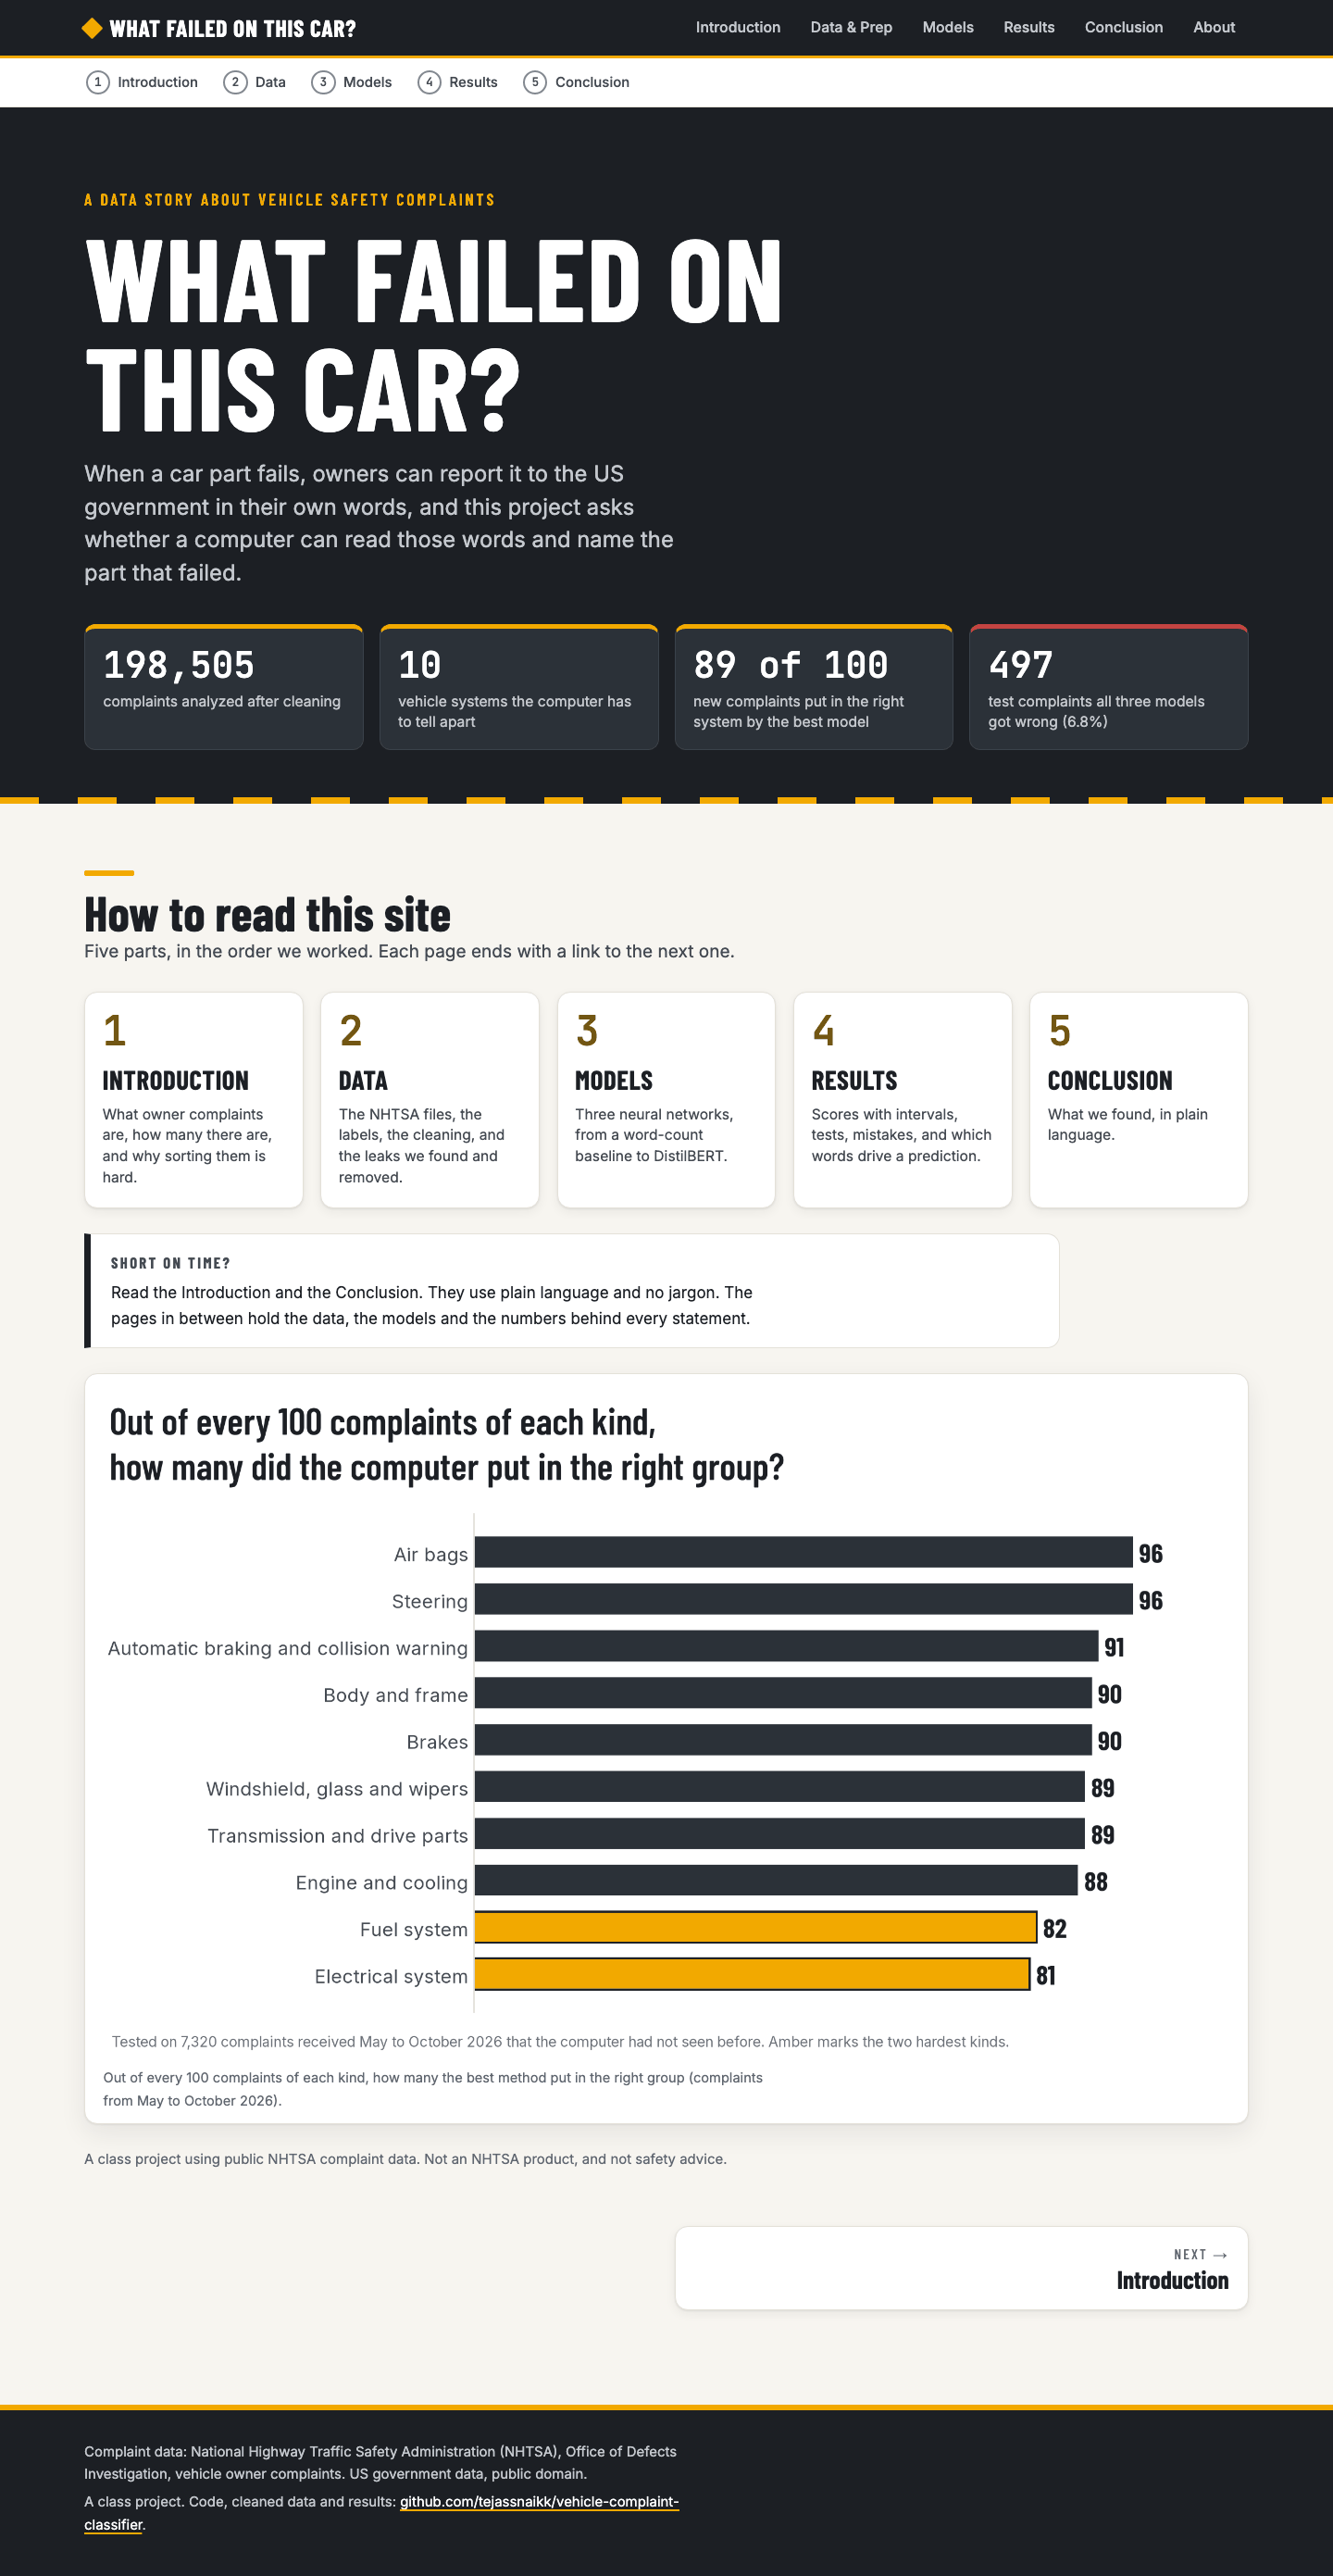 WHAT FAILED ON THIS CAR?
Introduction
Data & Prep
Models
Results
Conclusion
About
1 Introduction
2 Data
3 Models
4 Results
5 Conclusion
A DATA STORY ABOUT VEHICLE SAFETY COMPLAINTS
WHAT FAILED ON
THIS CAR?
When a car part fails, owners can report it to the US
government in their own words, and this project asks
whether a computer can read those words and name the
part that failed.
198,505
complaints analyzed after cleaning
10
vehicle systems the computer has
to tell apart
89 of 100
new complaints put in the right
system by the best model
497
test complaints all three models
got wrong (6.8%)
How to read this site
Five parts, in the order we worked. Each page ends with a link to the next one.
1
INTRODUCTION
What owner complaints
are, how many there are,
and why sorting them is
hard.
2
DATA
The NHTSA files, the
labels, the cleaning, and
the leaks we found and
removed.
3
MODELS
Three neural networks,
from a word-count
baseline to DistilBERT.
4
RESULTS
Scores with intervals,
tests, mistakes, and which
words drive a prediction.
5
CONCLUSION
What we found, in plain
language.
SHORT ON TIME?
Read the Introduction and the Conclusion. They use plain language and no jargon. The
pages in between hold the data, the models and the numbers behind every statement.
Out of every 100 complaints of each kind,
how many did the computer put in the right group?
Air bags 96
Steering 96
Automatic braking and collision warning 91
Body and frame 90
Brakes 90
Windshield, glass and wipers 89
Transmission and drive parts 89
Engine and cooling 88
Fuel system 82
Electrical system 81
Tested on 7,320 complaints received May to October 2026 that the computer had not seen before. Amber marks the two hardest kinds.
Out of every 100 complaints of each kind, how many the best method put in the right group (complaints
from May to October 2026).
A class project using public NHTSA complaint data. Not an NHTSA product, and not safety advice.
NEXT →
Introduction
Complaint data: National Highway Traffic Safety Administration (NHTSA), Office of Defects
Investigation, vehicle owner complaints. US government data, public domain.
A class project. Code, cleaned data and results: github.com/tejassnaikk/vehicle-complaint-
classifier.